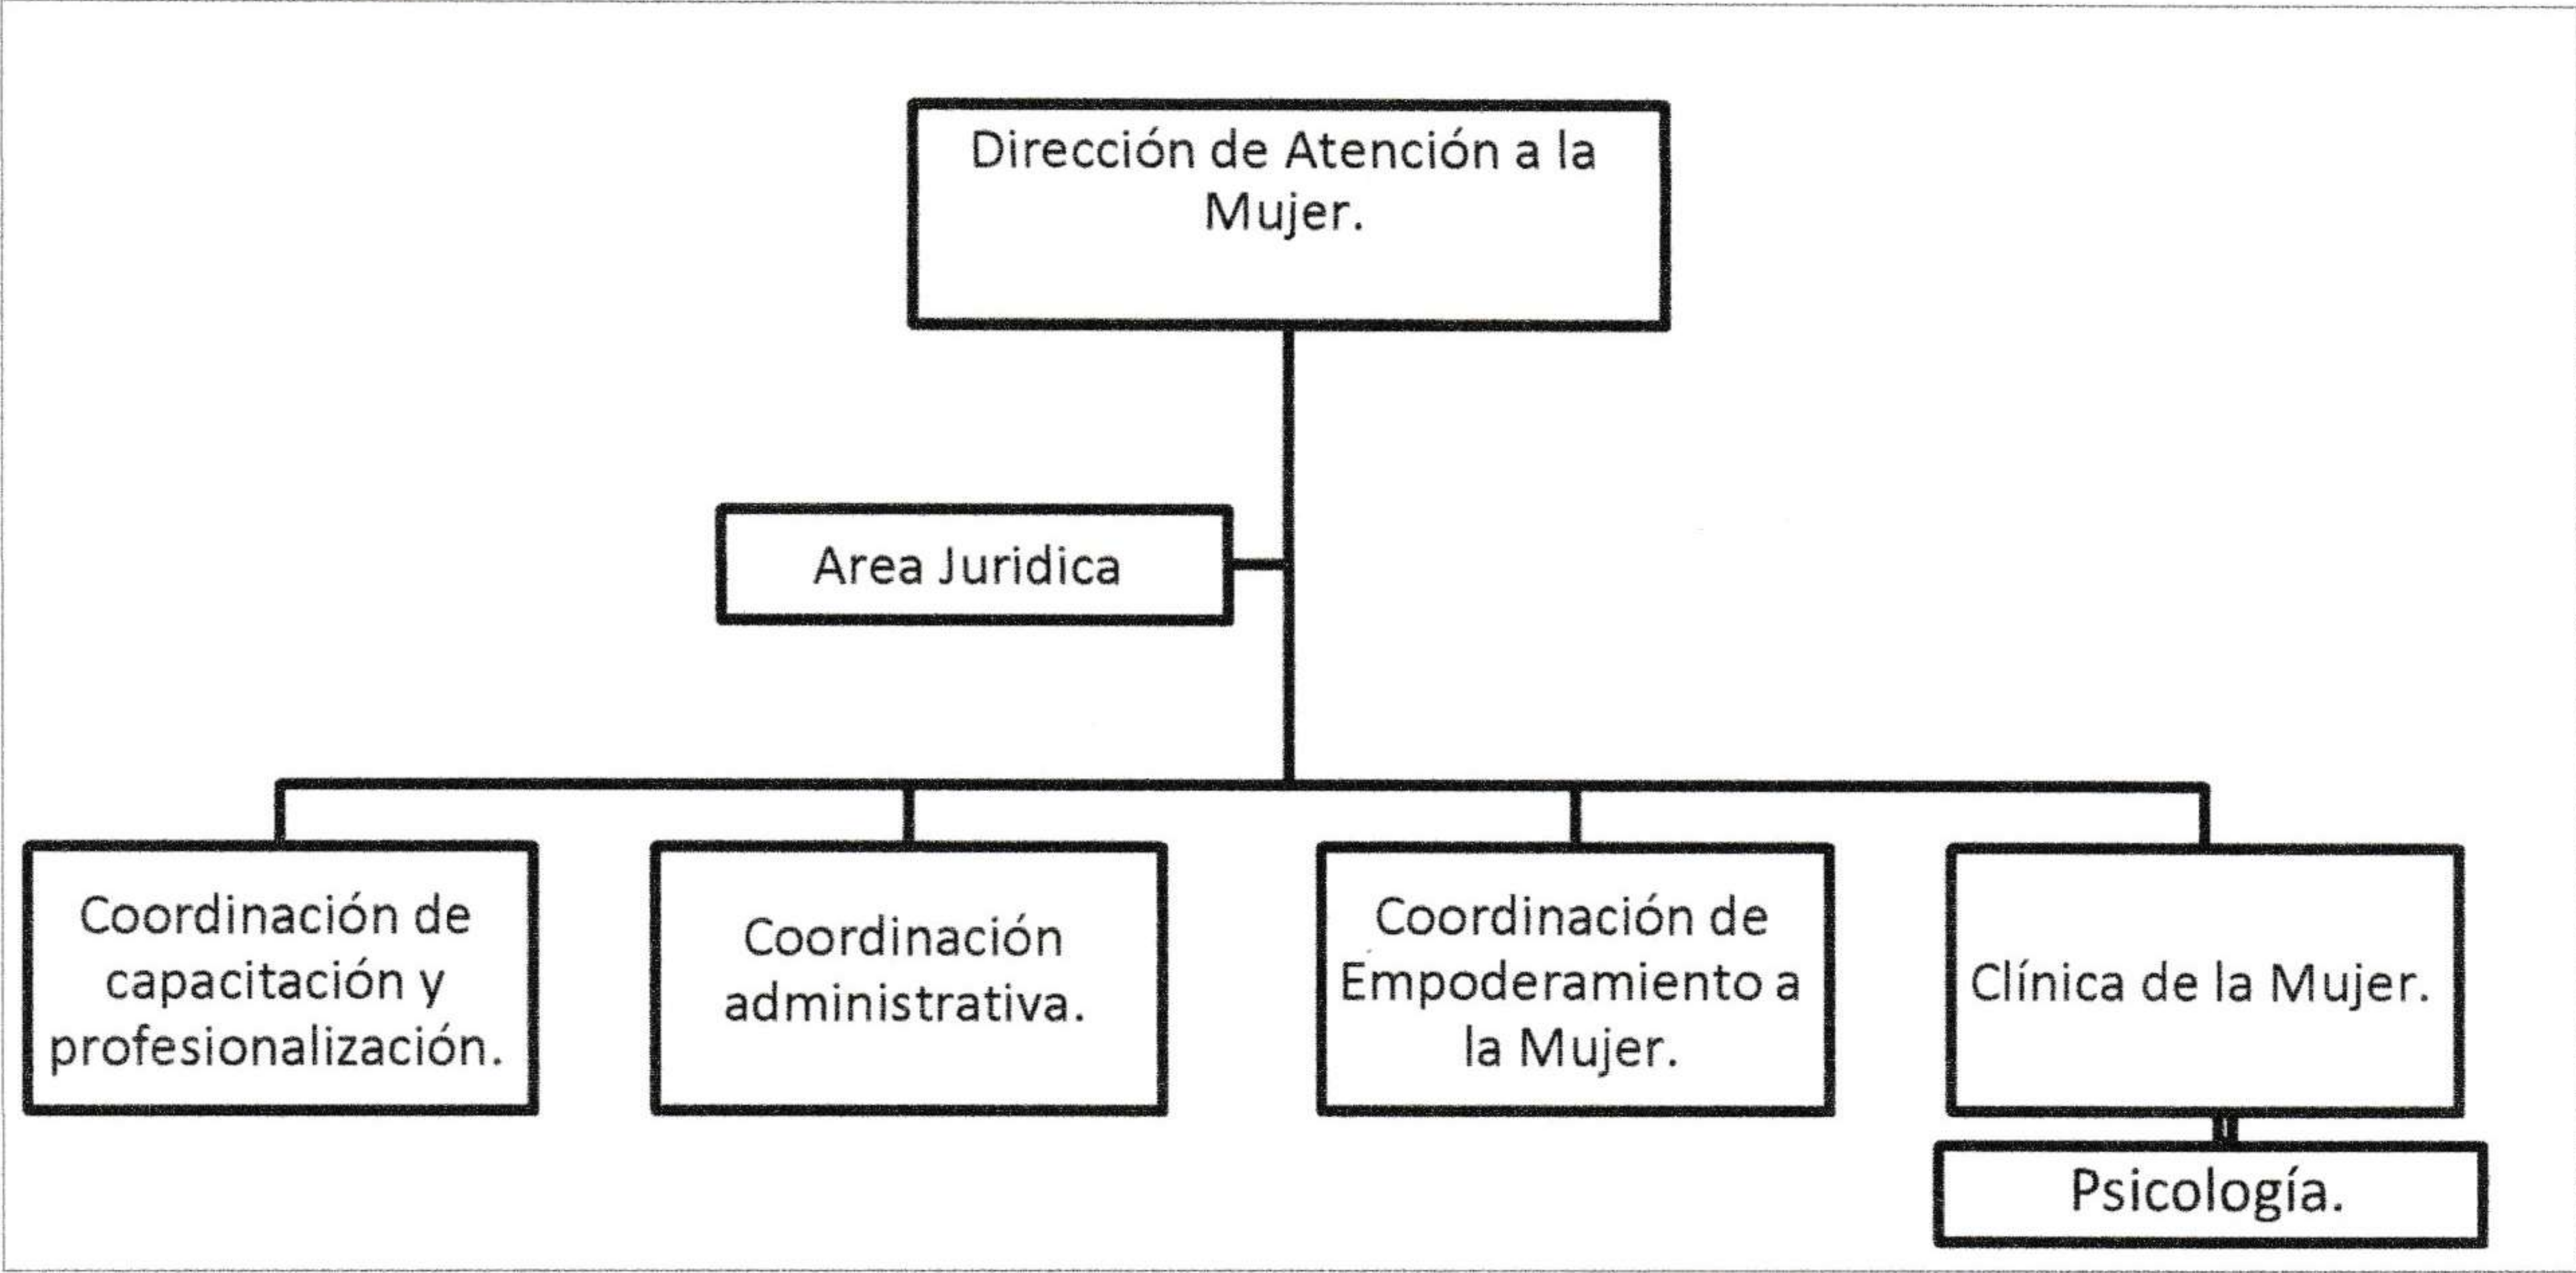 Dirección de Atención a la
Mujer.
Area Juridica
Coordinación de
capacitación y
profesionalización.
Coordinación
administrativa.
Coordinación de
Empoderamiento a
la Mujer.
Clínica de la Mujer.
Psicología.